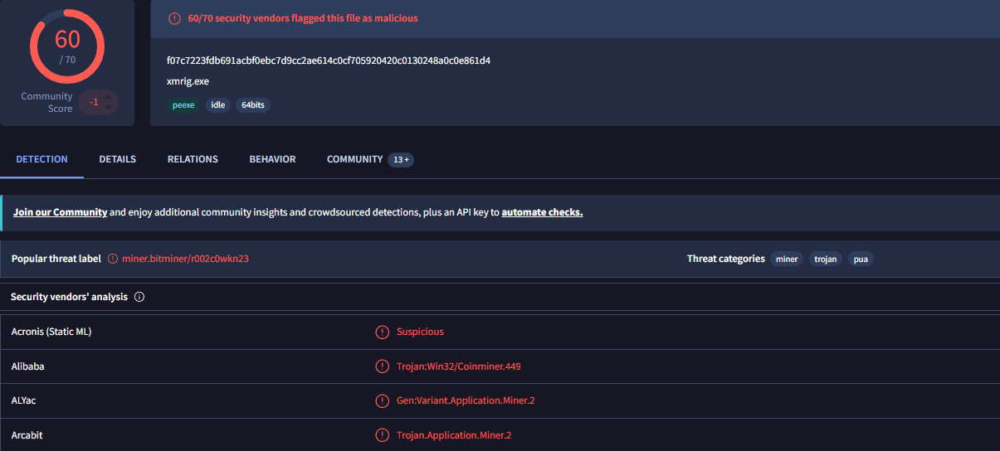 60
/ 70
Community
Score
-1
60/70 security vendors flagged this file as malicious
f07c7223fdb691acbf0ebc7d9cc2ae614c0cf705920420c0130248a0c0e861d4
xmrig.exe
peexe idle 64bits
DETECTION DETAILS RELATIONS BEHAVIOR COMMUNITY 13+
Join our Community and enjoy additional community insights and crowdsourced detections, plus an API key to automate checks.
Popular threat label miner.bitminer/r002c0wkn23 Threat categories miner trojan pua
Security vendors' analysis
Acronis (Static ML) Suspicious
Alibaba Trojan:Win32/Coinminer.449
ALYac Gen:Variant.Application.Miner.2
Arcabit Trojan.Application.Miner.2